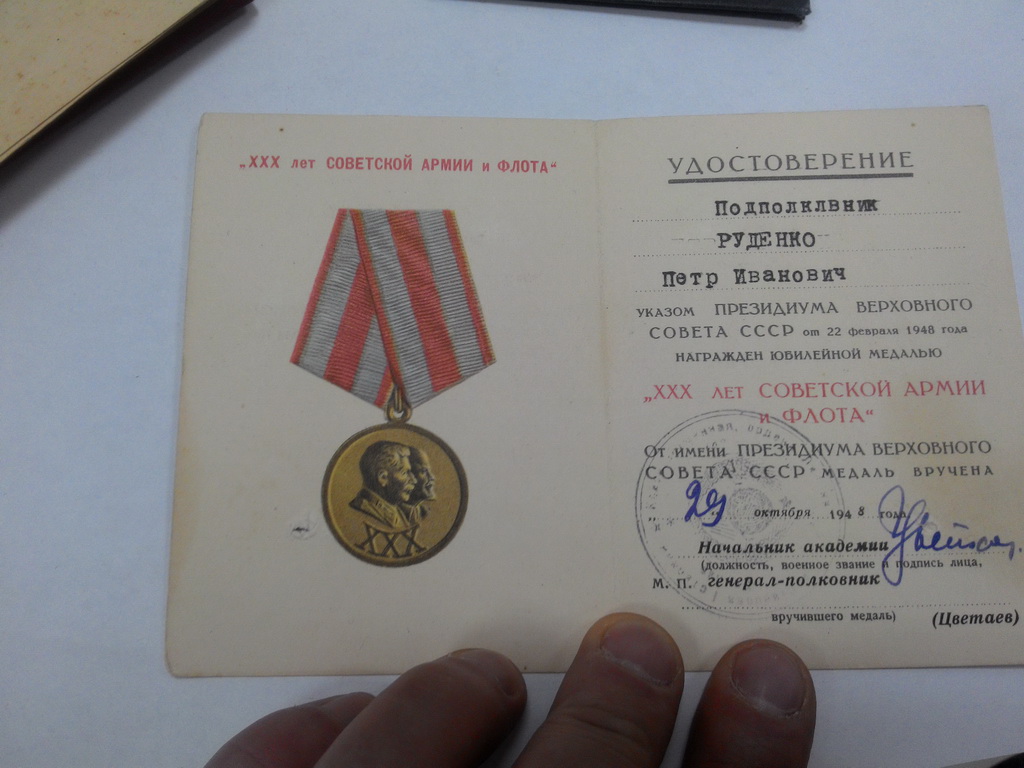 „XXX лет СОВЕТСКОЙ АРМИИ и ФЛОТА“
XXX
УДОСТОВЕРЕНИЕ
Подполклвник
РУДЕНКО
Петр Иванович
УКАЗОМ ПРЕЗИДИУМА ВЕРХОВНОГО
СОВЕТА СССР от 22 февраля 1948 года
НАГРАЖДЕН ЮБИЛЕЙНОЙ МЕДАЛЬЮ
„XXX ЛЕТ СОВЕТСКОЙ АРМИИ
и ФЛОТА“
От имени ПРЕЗИДИУМА ВЕРХОВНОГО
СОВЕТА СССР МЕДАЛЬ ВРУЧЕНА
„29“ октября 1948 года
Начальник академии
(должность, военное звание и подпись лица,
М. П. генерал-полковник
вручившего медаль) (Цветаев)